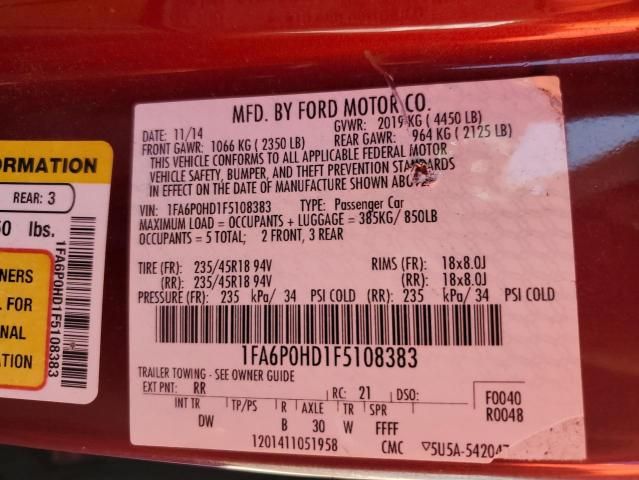 ORMATION
REAR: 3
50 lbs.
NERS
L FOR
NAL
ATION
1FA6P0HD1F5108383
MFD. BY FORD MOTOR CO.
DATE: 11/14 GVWR: 2019 KG ( 4450 LB)
FRONT GAWR: 1066 KG ( 2350 LB) REAR GAWR: 964 KG ( 2125 LB)
THIS VEHICLE CONFORMS TO ALL APPLICABLE FEDERAL MOTOR
VEHICLE SAFETY, BUMPER, AND THEFT PREVENTION STANDARDS
IN EFFECT ON THE DATE OF MANUFACTURE SHOWN
VIN: 1FA6P0HD1F5108383 TYPE: Passenger Car
MAXIMUM LOAD = OCCUPANTS + LUGGAGE = 385KG/ 850LB
OCCUPANTS = 5 TOTAL; 2 FRONT, 3 REAR
TIRE (FR): 235/45R18 94V RIMS (FR): 18x8.0J
(RR): 235/45R18 94V (RR): 18x8.0J
PRESSURE (FR): 235 kPa/ 34 PSI COLD (RR): 235 kPa/ 34 PSI COLD
1FA6P0HD1F5108383
TRAILER TOWING - SEE OWNER GUIDE
EXT PNT: RR RC: 21 DSO: F0040
INT TR TP/PS R AXLE TR SPR R0048
DW B 30 W FFFF
1201411051958 CMC ▽5U5A-542047